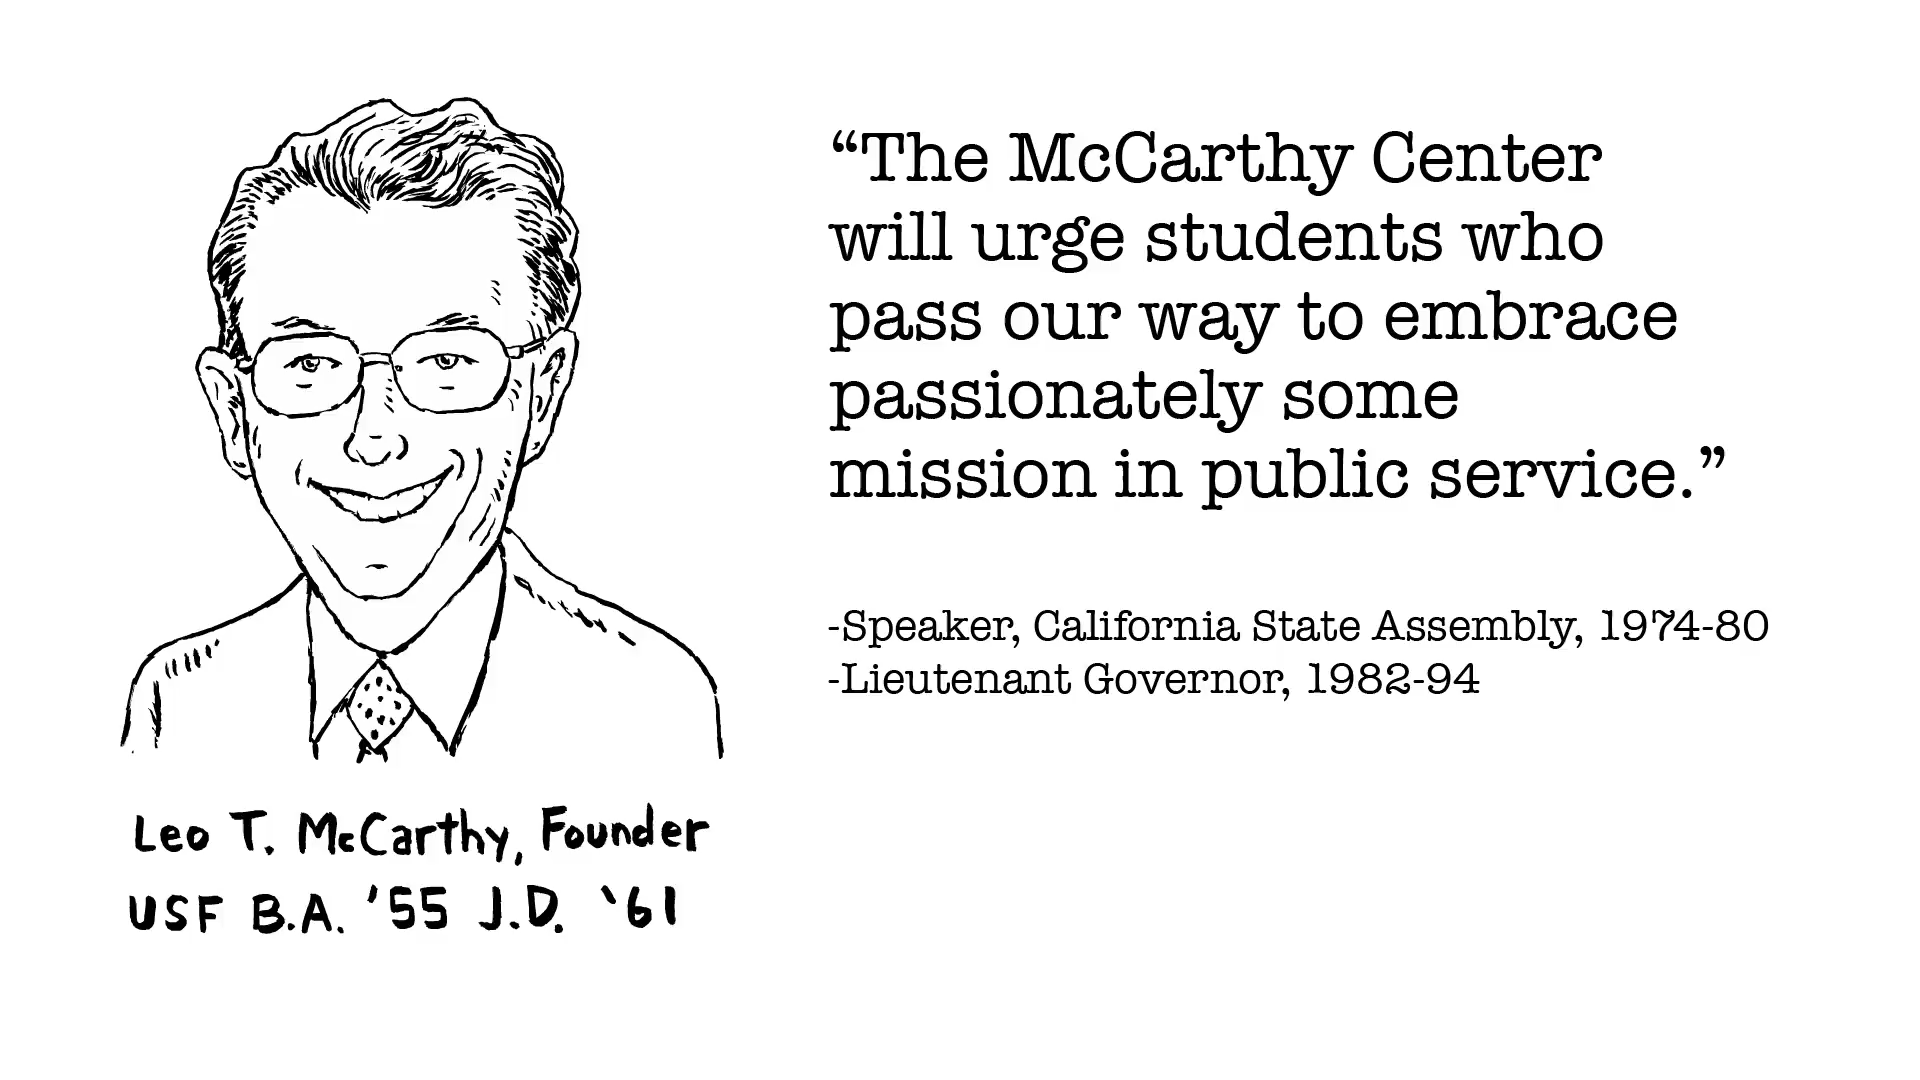 “The McCarthy Center
will urge students who
pass our way to embrace
passionately some
mission in public service.”
-Speaker, California State Assembly, 1974-80
-Lieutenant Governor, 1982-94
Leo T. McCarthy, Founder
USF B.A. '55 J.D. '61